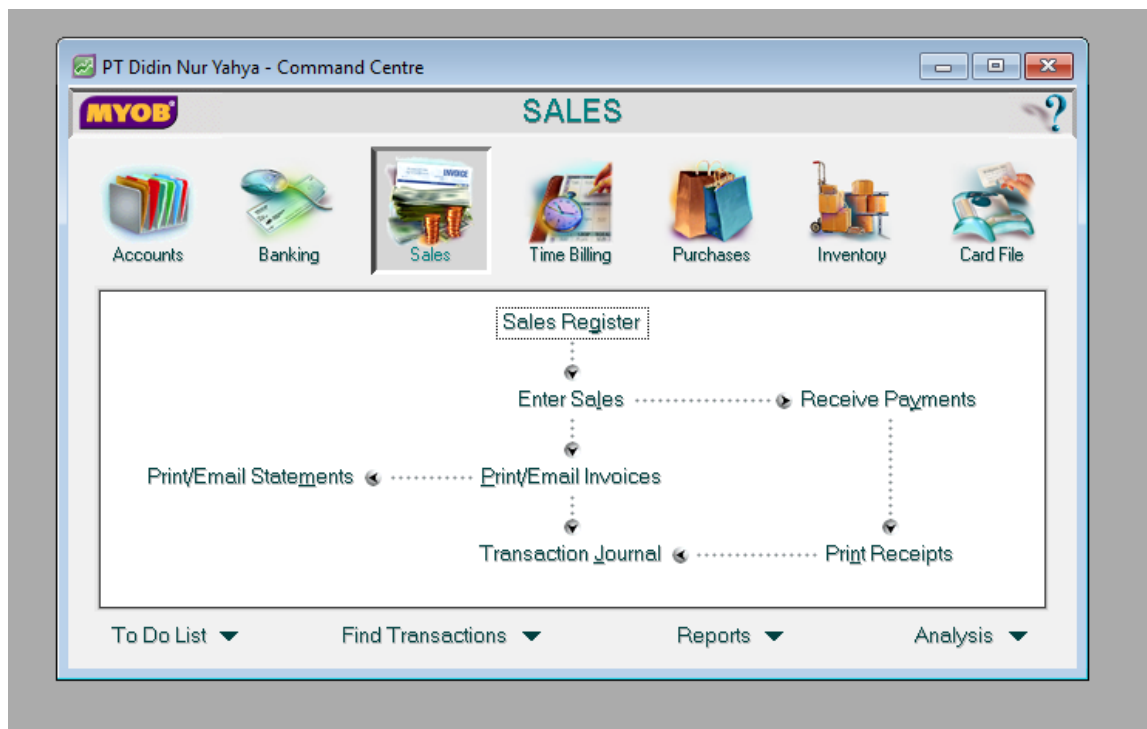 PT Didin Nur Yahya - Command Centre
MYOB
SALES
?
INVOICE
Accounts
Banking
Sales
Time Billing
Purchases
Inventory
Card File
Sales Register
Enter Sales
Receive Payments
Print/Email Statements
Print/Email Invoices
Transaction Journal
Print Receipts
To Do List
Find Transactions
Reports
Analysis